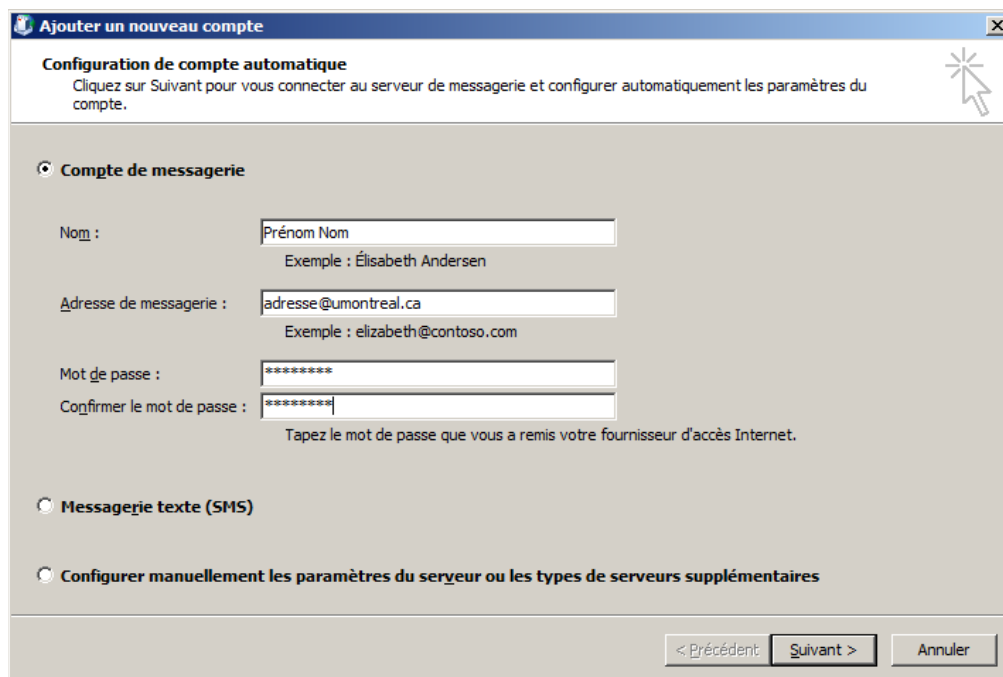 Ajouter un nouveau compte
Configuration de compte automatique
Cliquez sur Suivant pour vous connecter au serveur de messagerie et configurer automatiquement les paramètres du
compte.
Compte de messagerie
Nom : Prénom Nom
Exemple : Élisabeth Andersen
Adresse de messagerie : adresse@umontreal.ca
Exemple : elizabeth@contoso.com
Mot de passe : ********
Confirmer le mot de passe : ********
Tapez le mot de passe que vous a remis votre fournisseur d'accès Internet.
Messagerie texte (SMS)
Configurer manuellement les paramètres du serveur ou les types de serveurs supplémentaires
< Précédent Suivant > Annuler